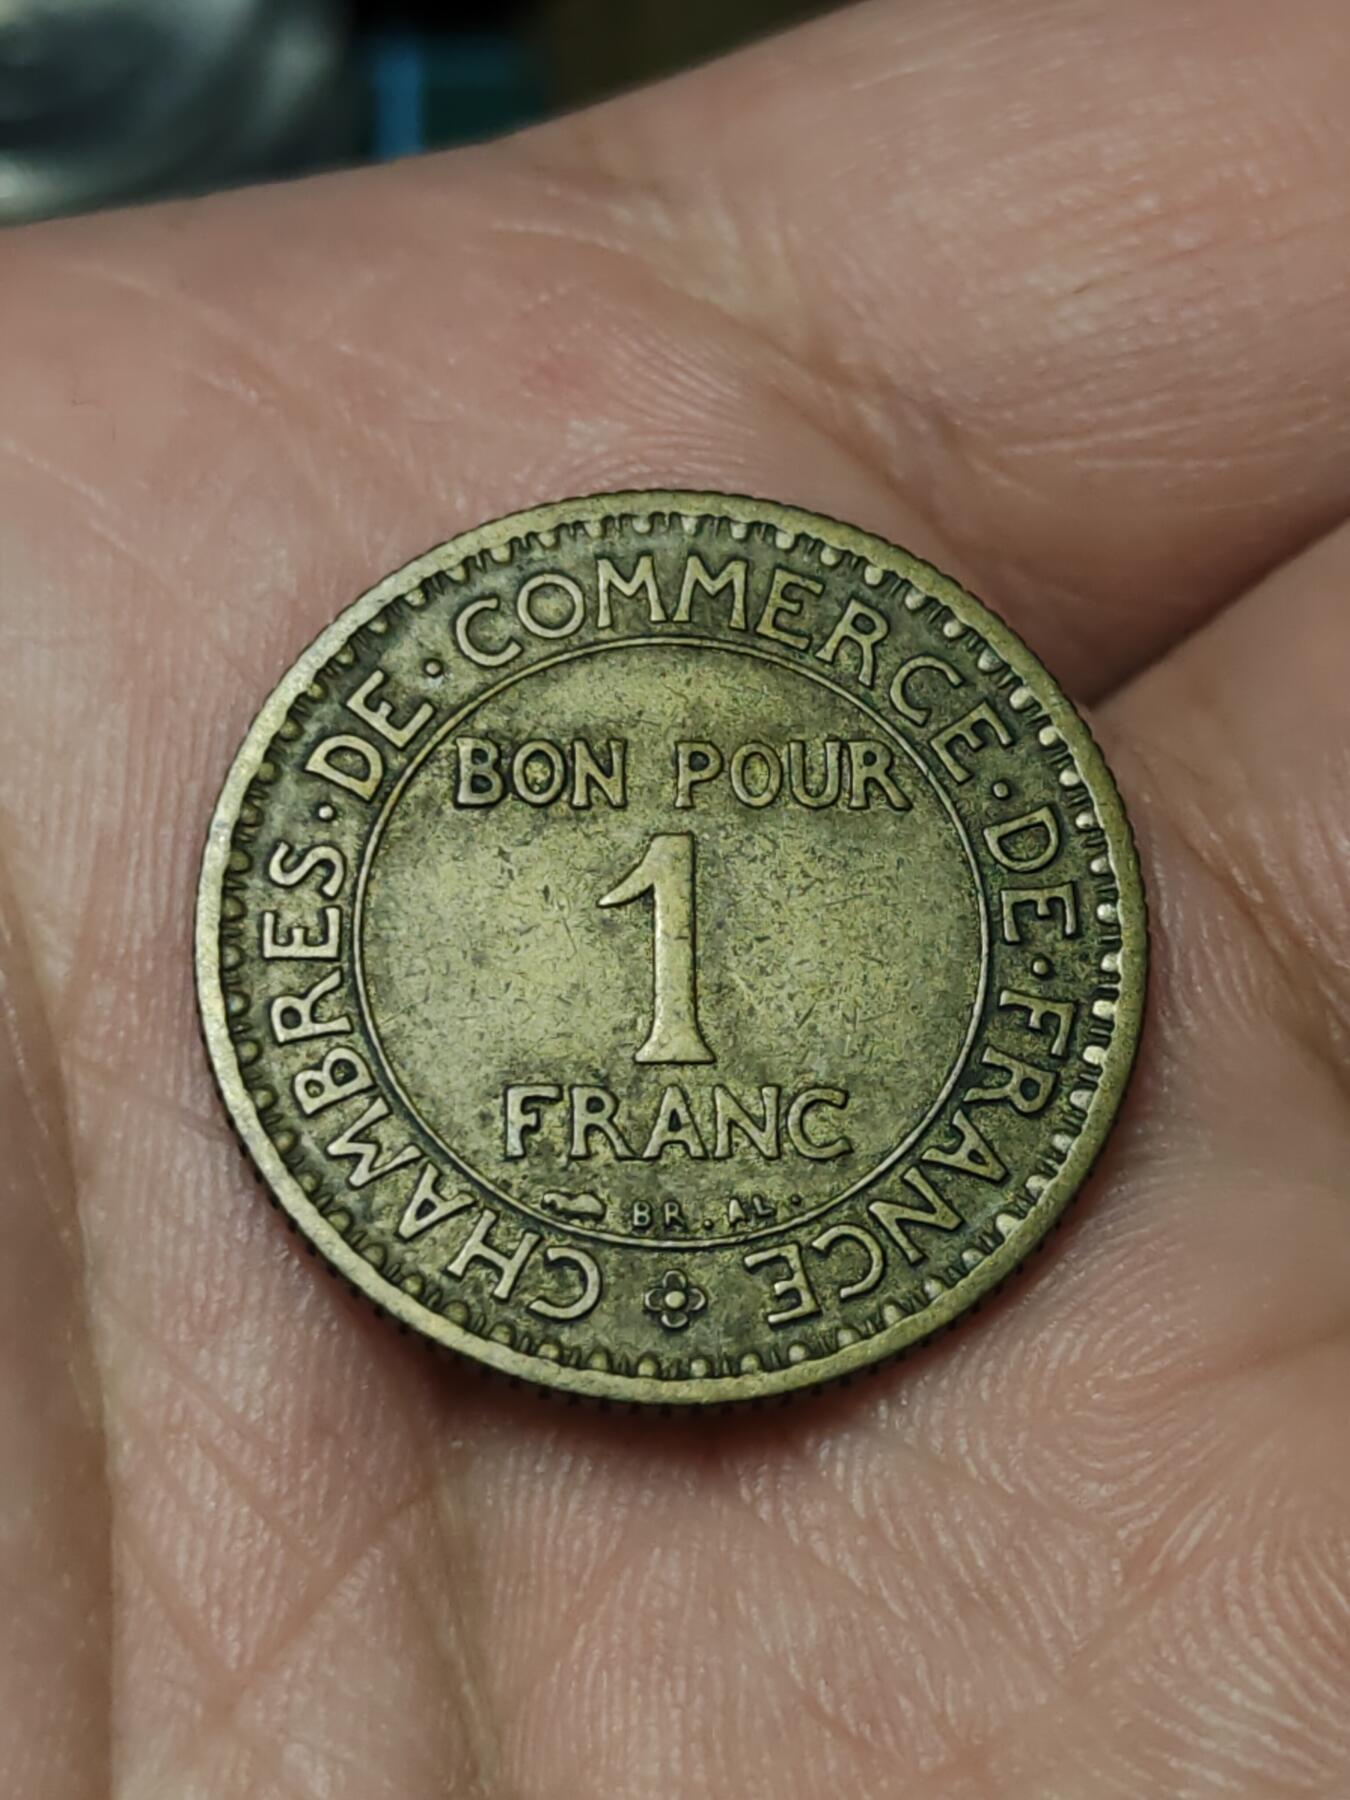 CHAMBRES·DE·COMMERCE·DE·FRANCE
BON POUR
1
FRANC
BR.AL.